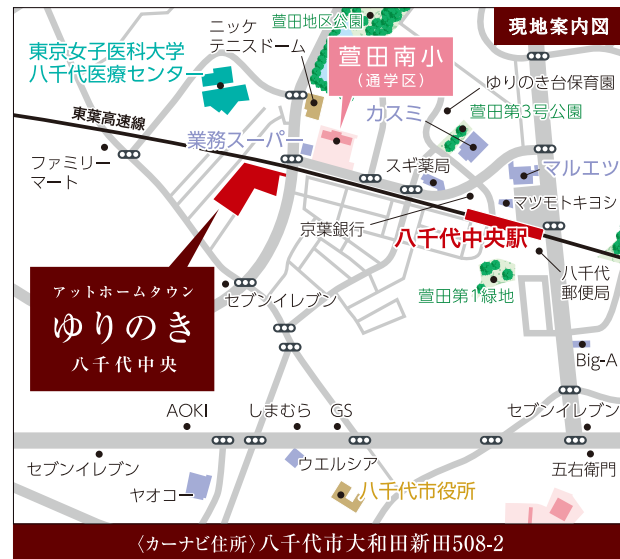 現地案内図
ニッケ
テニスドーム
萱田地区公園
東京女子医科大学
八千代医療センター
萱田南小
（通学区）
ゆりのき台保育園
萱田第3号公園
カスミ
東葉高速線
業務スーパー
ファミリー
マート
スギ薬局
マルエツ
マツモトキヨシ
京葉銀行
八千代中央駅
八千代
郵便局
萱田第1緑地
アットホームタウン
ゆりのき
八千代中央
セブンイレブン
Big-A
AOKI
しまむら
GS
セブンイレブン
セブンイレブン
ヤオコー
ウエルシア
八千代市役所
五右衛門
〈カーナビ住所〉八千代市大和田新田508-2